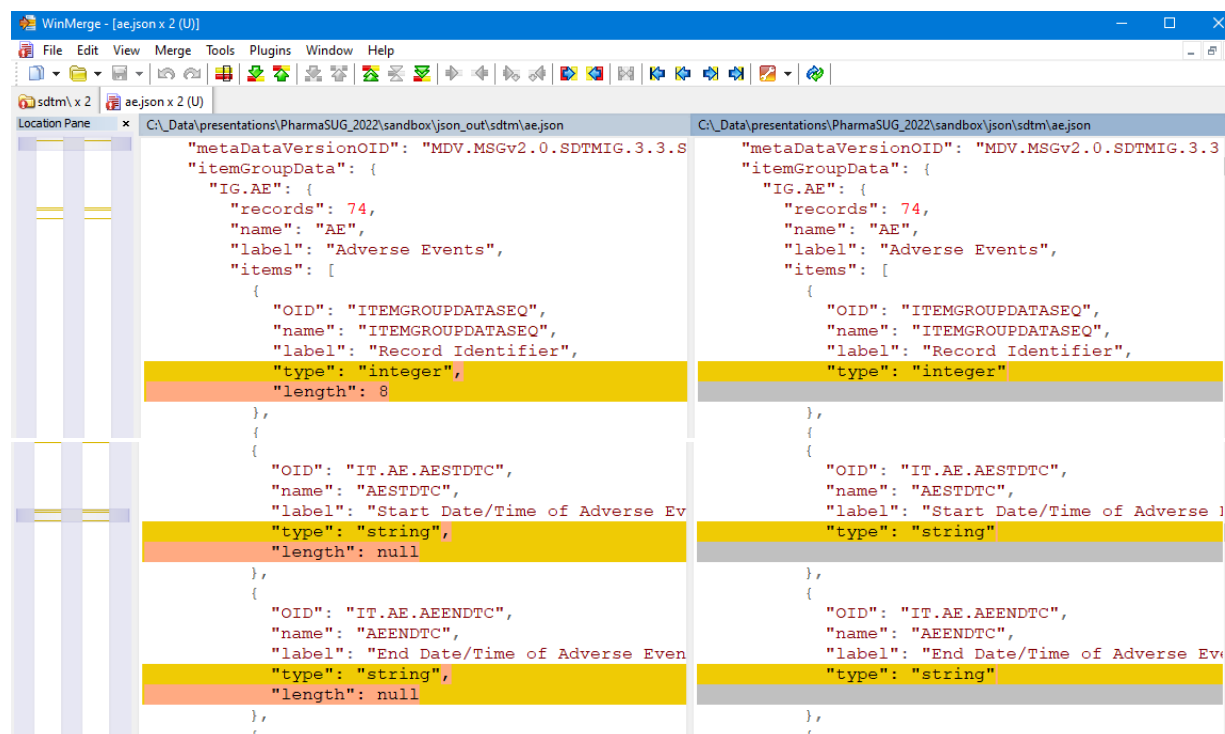 WinMerge - [ae.json x 2 (U)]
File Edit View Merge Tools Plugins Window Help
sdtm\ x 2 ae.json x 2 (U)
Location Pane x
C:\_Data\presentations\PharmaSUG_2022\sandbox\json_out\sdtm\ae.json
"metaDataVersionOID": "MDV.MSGv2.0.SDTMIG.3.3.S
"itemGroupData": {
"IG.AE": {
"records": 74,
"name": "AE",
"label": "Adverse Events",
"items": [
{
"OID": "ITEMGROUPDATASEQ",
"name": "ITEMGROUPDATASEQ",
"label": "Record Identifier",
"type": "integer",
"length": 8
},
{
{
"OID": "IT.AE.AESTDTC",
"name": "AESTDTC",
"label": "Start Date/Time of Adverse Ev
"type": "string",
"length": null
},
{
"OID": "IT.AE.AEENDTC",
"name": "AEENDTC",
"label": "End Date/Time of Adverse Even
"type": "string",
"length": null
},
C:\_Data\presentations\PharmaSUG_2022\sandbox\json\sdtm\ae.json
"metaDataVersionOID": "MDV.MSGv2.0.SDTMIG.3.3
"itemGroupData": {
"IG.AE": {
"records": 74,
"name": "AE",
"label": "Adverse Events",
"items": [
{
"OID": "ITEMGROUPDATASEQ",
"name": "ITEMGROUPDATASEQ",
"label": "Record Identifier",
"type": "integer"
},
{
{
"OID": "IT.AE.AESTDTC",
"name": "AESTDTC",
"label": "Start Date/Time of Adverse
"type": "string"
},
{
"OID": "IT.AE.AEENDTC",
"name": "AEENDTC",
"label": "End Date/Time of Adverse Ev
"type": "string"
},